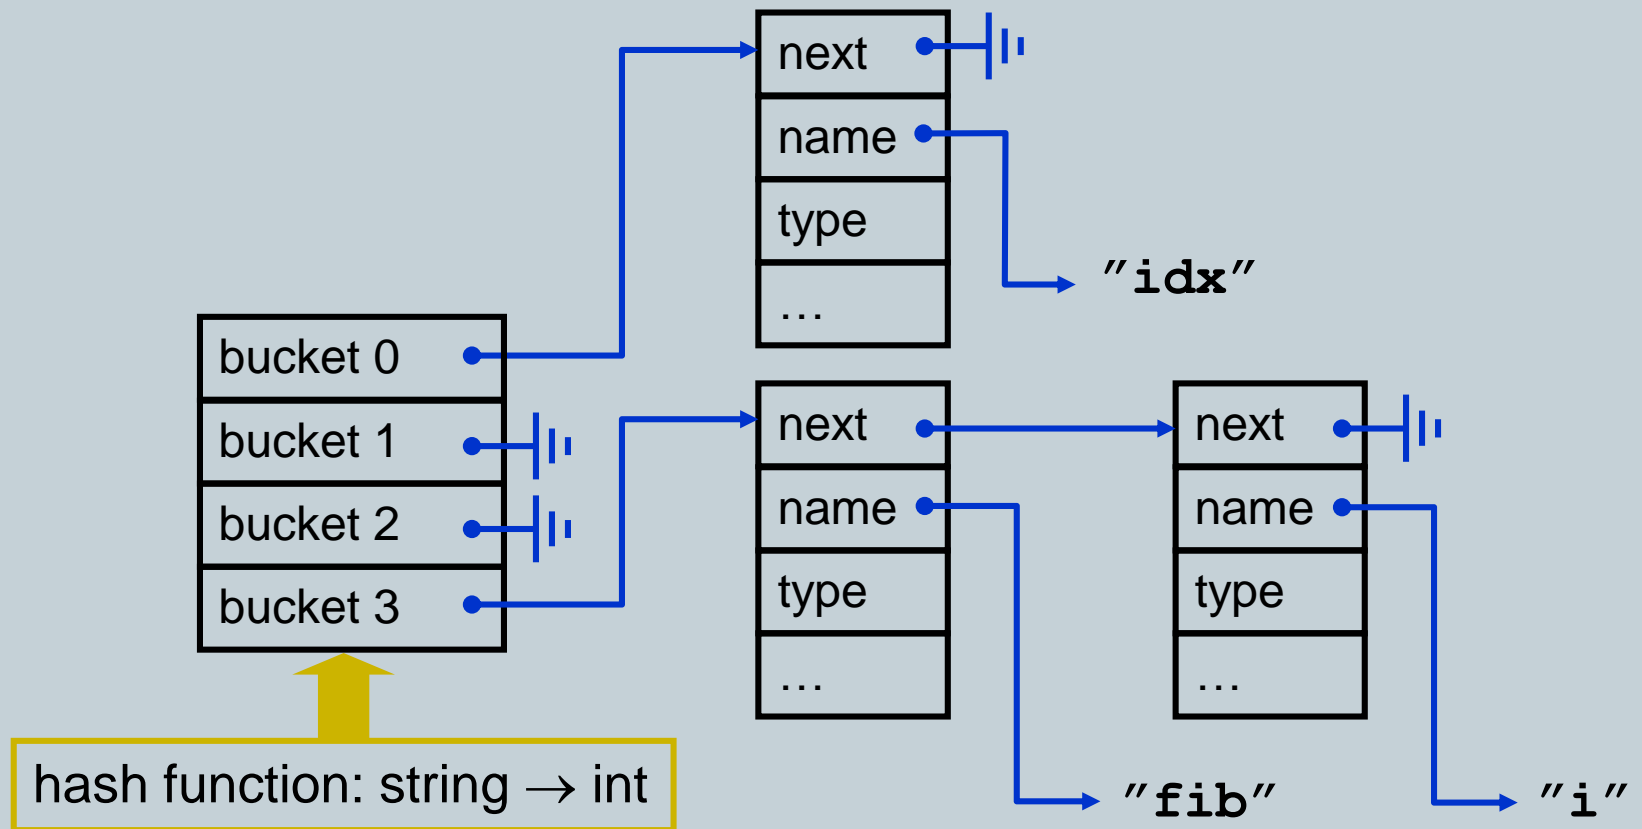 next
name
type
…
"idx"
bucket 0
bucket 1
bucket 2
bucket 3
next
name
type
…
"fib"
next
name
type
…
"i"
hash function: string → int